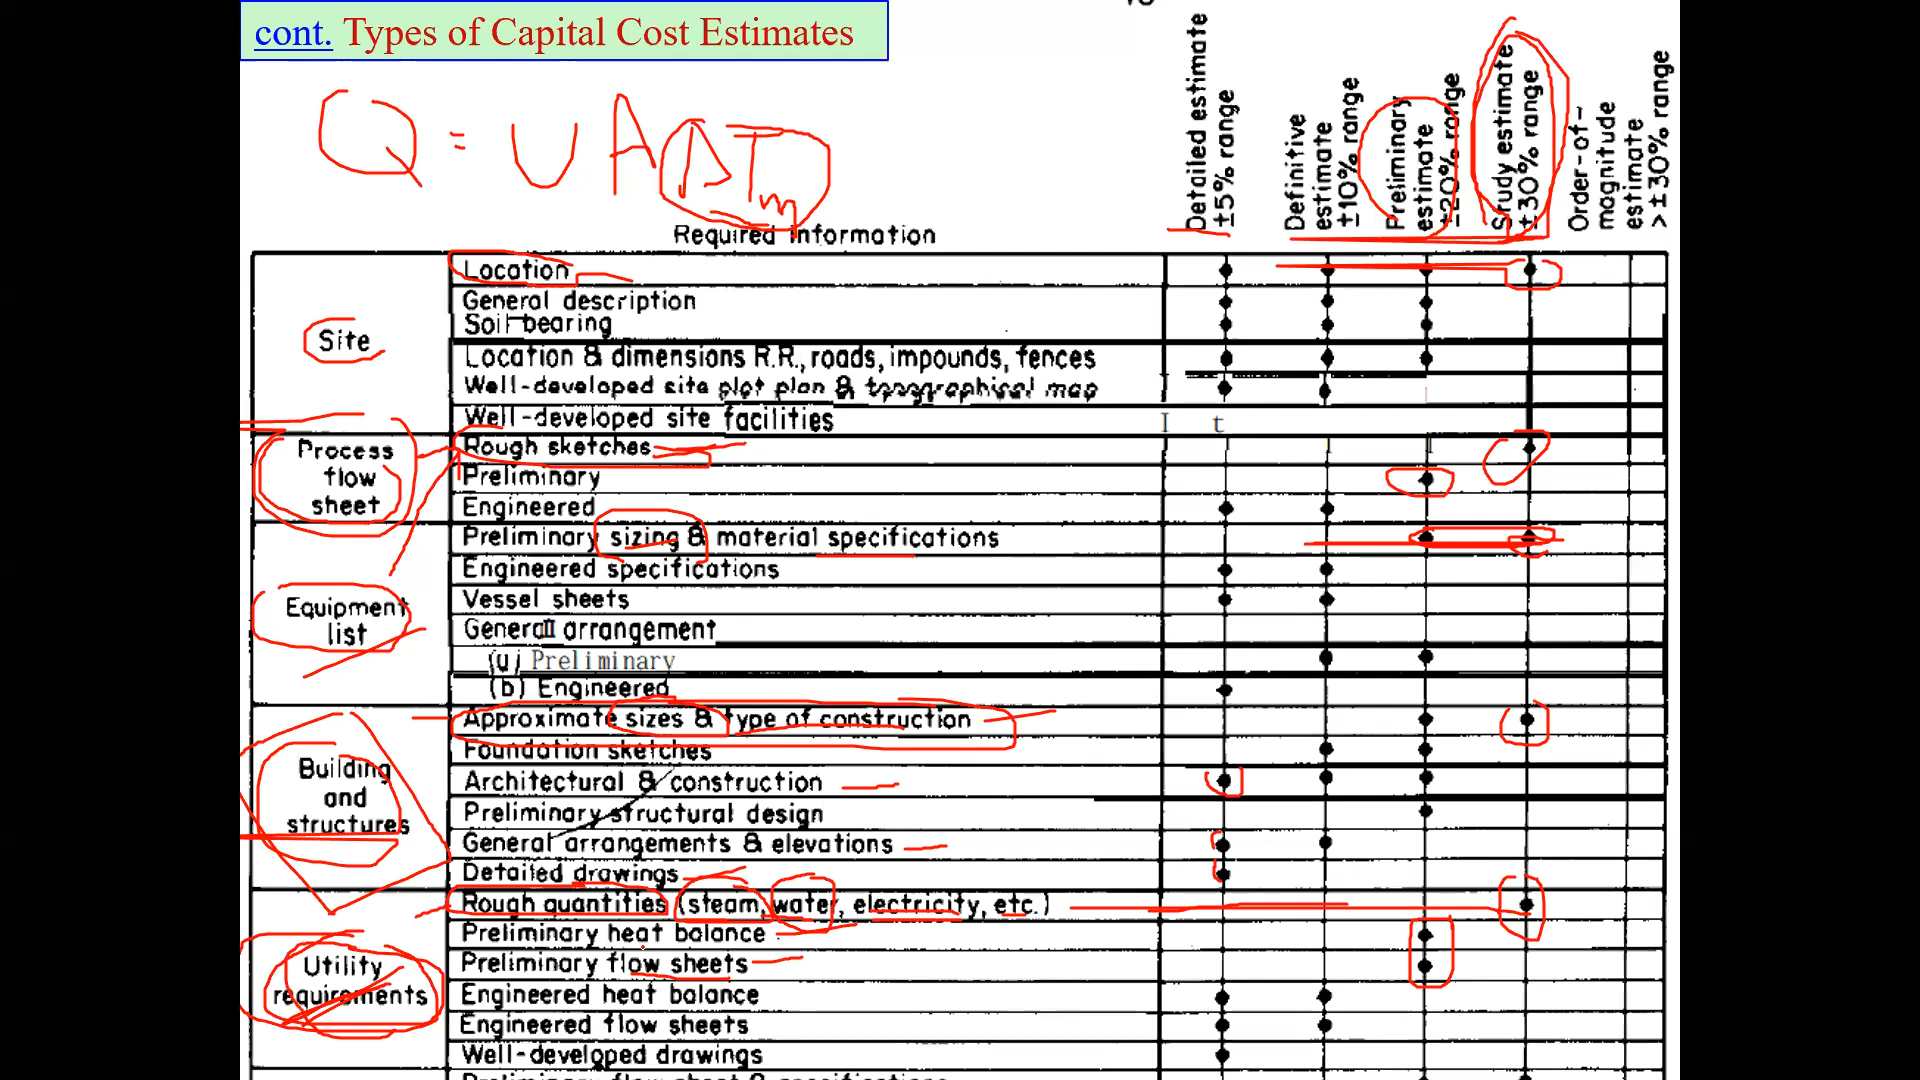 cont. Types of Capital Cost Estimates
Q = U A ΔTm
Detailed estimate
±5% range
Definitive
estimate
±10% range
Preliminary
estimate
±20% range
Study estimate
±30% range
Order-of-
magnitude
estimate
>±30% range
Required information
Site
Location
General description
Soil bearing
Location & dimensions R.R., roads, impounds, fences
Well-developed site plot plan & topographical map
Well-developed site facilities
I t
Process
flow
sheet
Rough sketches
Preliminary
Engineered
Equipment
list
Preliminary sizing & material specifications
Engineered specifications
Vessel sheets
General arrangement
(a) Preliminary
(b) Engineered
Building
and
structures
Approximate sizes & type of construction
Foundation sketches
Architectural & construction
Preliminary structural design
General arrangements & elevations
Detailed drawings
Utility
requirements
Rough quantities (steam, water, electricity, etc.)
Preliminary heat balance
Preliminary flow sheets
Engineered heat balance
Engineered flow sheets
Well-developed drawings